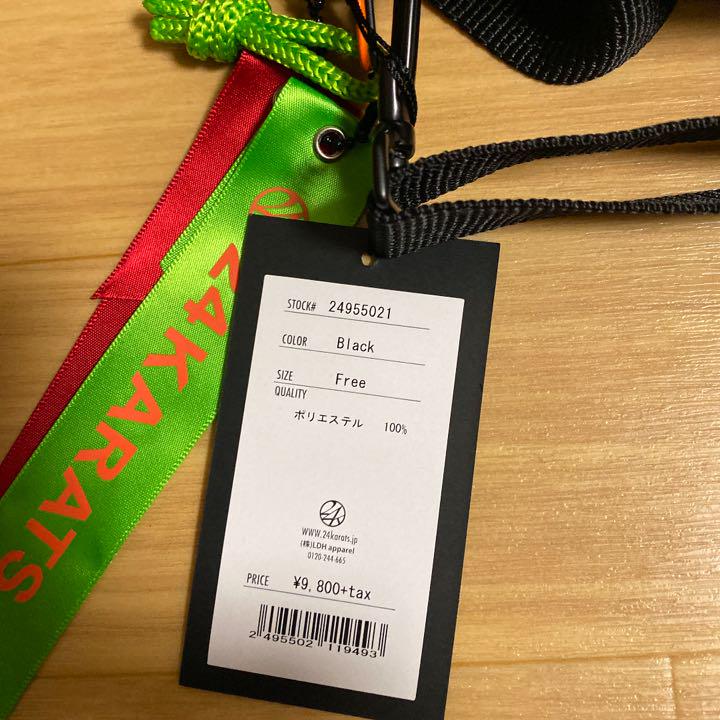 24KARATS
STOCK# 24955021
COLOR Black
SIZE Free
QUALITY
ポリエステル 100%
24k
WWW.24karats.jp
(株)LDH apparel
0120-244-665
PRICE ¥9,800+tax
2 495502 119493